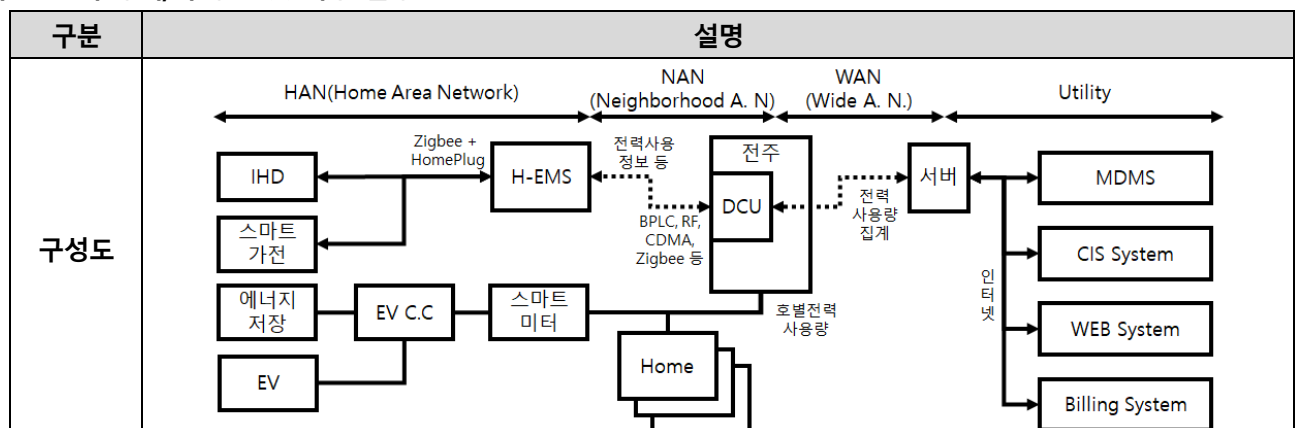 구분
설명
구성도
HAN(Home Area Network)
NAN
(Neighborhood A. N)
WAN
(Wide A. N.)
Utility
Zigbee +
HomePlug
IHD
H-EMS
스마트
가전
에너지
저장
EV C.C
스마트
미터
EV
전력사용
정보 등
BPLC, RF,
CDMA,
Zigbee 등
전주
DCU
호별전력
사용량
Home
전력
사용량
집계
서버
인
터
넷
MDMS
CIS System
WEB System
Billing System